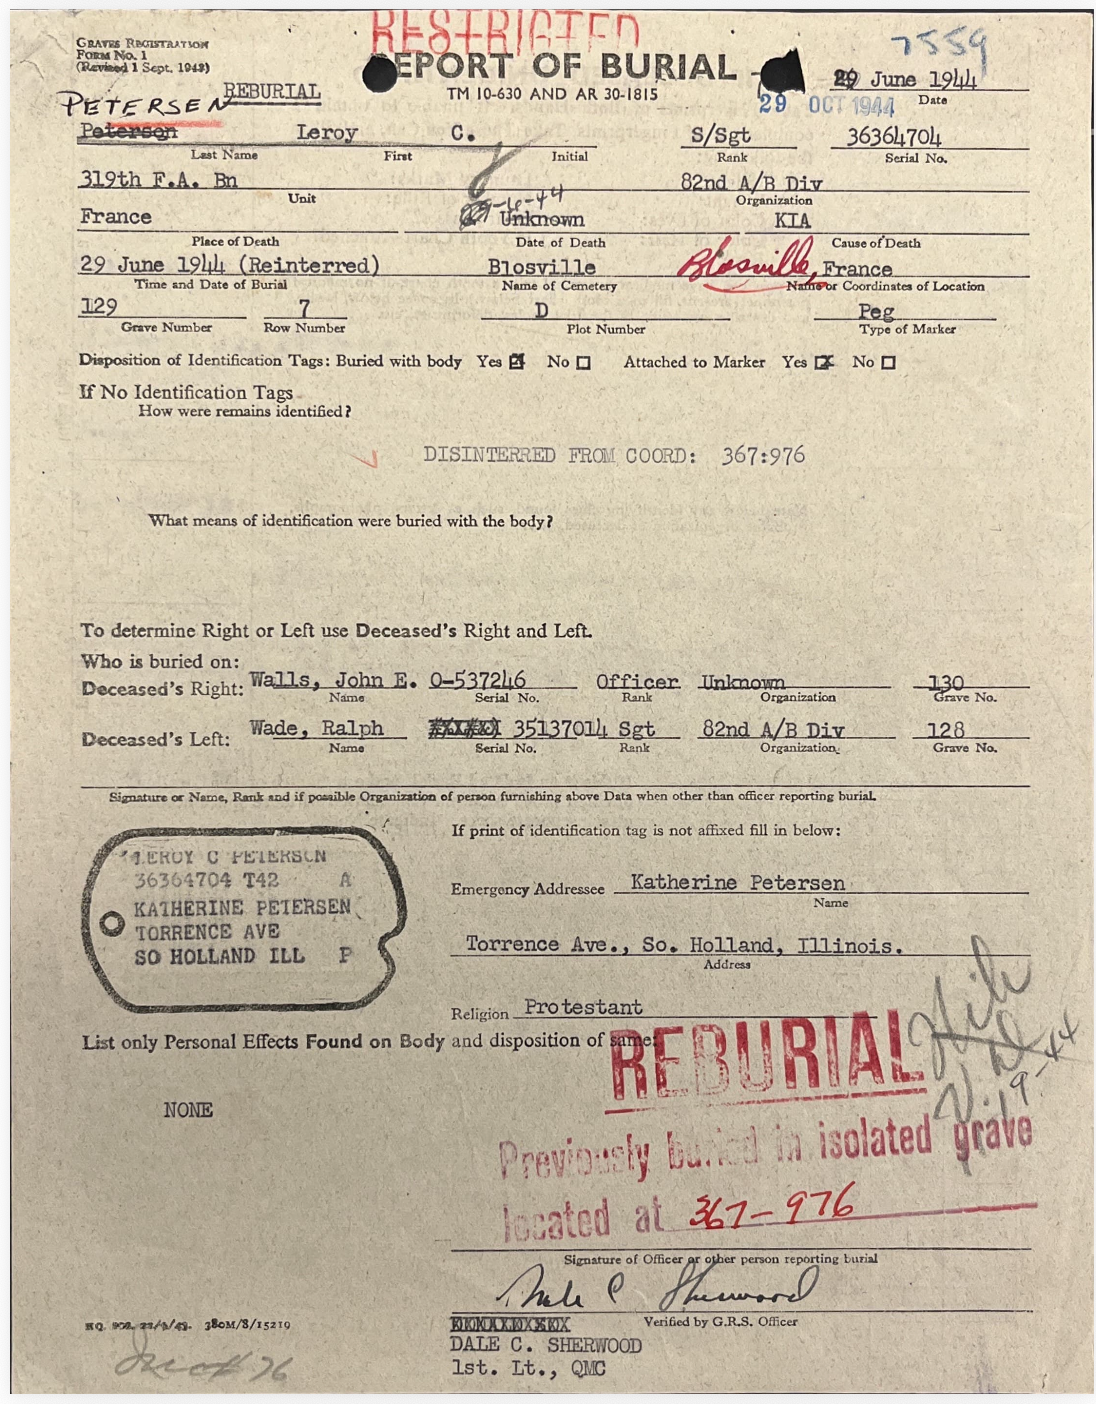 RESTRICTED
7559
GRAVES REGISTRATION
FORM No. 1
(Revised 1 Sept. 1943)
REPORT OF BURIAL
REBURIAL
TM 10-630 AND AR 30-1815
29 June 1944
Date
29 OCT 1944
PETERSEN
Peterson Leroy C. S/Sgt 36364704
Last Name First Initial Rank Serial No.
319th F.A. Bn 82nd A/B Div
Unit Organization
-6-44
France Unknown KIA
Place of Death Date of Death Cause of Death
29 June 1944 (Reinterred) Blosville Blosville, France
Time and Date of Burial Name of Cemetery Name or Coordinates of Location
129 7 D Peg
Grave Number Row Number Plot Number Type of Marker
Disposition of Identification Tags: Buried with body Yes ☒ No ☐ Attached to Marker Yes ☒ No ☐
If No Identification Tags
How were remains identified?
DISINTERRED FROM COORD: 367:976
What means of identification were buried with the body?
To determine Right or Left use Deceased's Right and Left.
Who is buried on:
Deceased's Right: Walls, John E. O-537246 Officer Unknown 130
Name Serial No. Rank Organization Grave No.
Deceased's Left: Wade, Ralph 35137014 Sgt 82nd A/B Div 128
Name Serial No. Rank Organization. Grave No.
Signature or Name, Rank and if possible Organization of person furnishing above Data when other than officer reporting burial.
If print of identification tag is not affixed fill in below:
LEROY C PETERSEN
36364704 T42 A
KATHERINE PETERSEN
TORRENCE AVE
SO HOLLAND ILL P
Emergency Addressee Katherine Petersen
Name
Torrence Ave., So. Holland, Illinois.
Address
Religion Protestant
List only Personal Effects Found on Body and disposition of same:
REBURIAL
NONE
Previously buried in isolated grave
located at 367-976
Signature of Officer or other person reporting burial
Dale C Sherwood
Verified by G.R.S. Officer
DALE C. SHERWOOD
1st. Lt., QMC
380M/8/15219